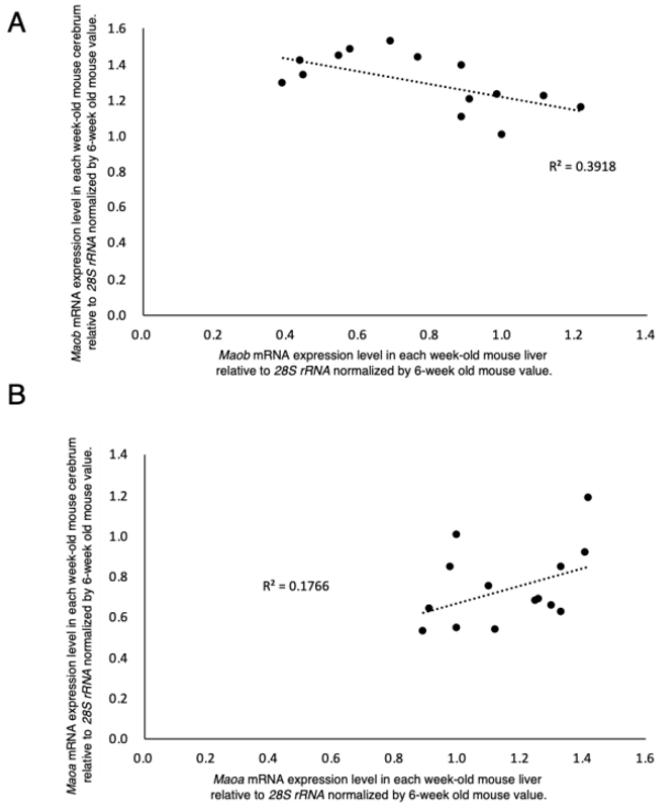 A
Maob mRNA expression level in each week-old mouse cerebrum
relative to 28S rRNA normalized by 6-week old mouse value.
1.6
1.4
1.2
1.0
0.8
0.6
0.4
0.2
0.0
R² = 0.3918
0.0 0.2 0.4 0.6 0.8 1.0 1.2 1.4
Maob mRNA expression level in each week-old mouse liver
relative to 28S rRNA normalized by 6-week old mouse value.
B
Maoa mRNA expression level in each week-old mouse cerebrum
relative to 28S rRNA normalized by 6-week old mouse value.
1.4
1.2
1.0
0.8
0.6
0.4
0.2
0.0
R² = 0.1766
0.0 0.2 0.4 0.6 0.8 1.0 1.2 1.4 1.6
Maoa mRNA expression level in each week-old mouse liver
relative to 28S rRNA normalized by 6-week old mouse value.